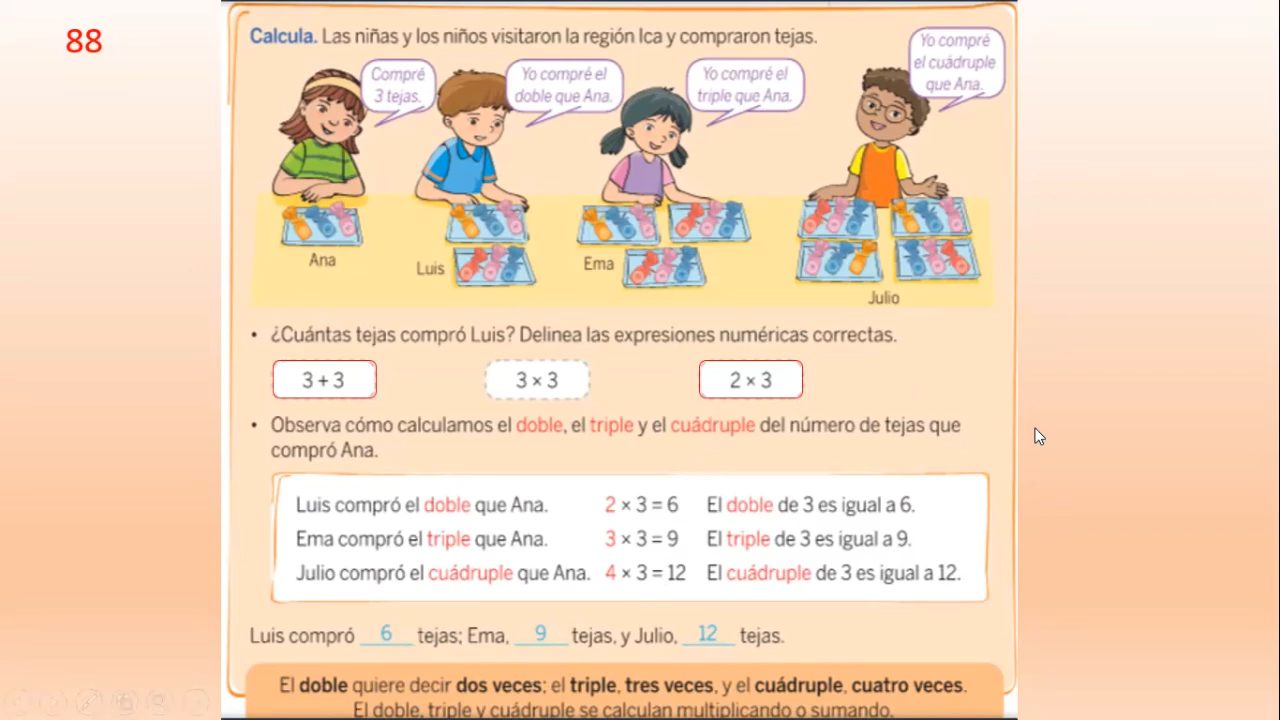 88
Calcula. Las niñas y los niños visitaron la región Ica y compraron tejas.
Compré
3 tejas.
Yo compré el
doble que Ana.
Yo compré el
triple que Ana.
Yo compré
el cuádruple
que Ana.
Ana
Luis
Ema
Julio
• ¿Cuántas tejas compró Luis? Delinea las expresiones numéricas correctas.
3 + 3
3 × 3
2 × 3
• Observa cómo calculamos el doble, el triple y el cuádruple del número de tejas que
compró Ana.
Luis compró el doble que Ana. 2 × 3 = 6 El doble de 3 es igual a 6.
Ema compró el triple que Ana. 3 × 3 = 9 El triple de 3 es igual a 9.
Julio compró el cuádruple que Ana. 4 × 3 = 12 El cuádruple de 3 es igual a 12.
Luis compró 6 tejas; Ema, 9 tejas, y Julio, 12 tejas.
El doble quiere decir dos veces; el triple, tres veces, y el cuádruple, cuatro veces.
El doble, triple y cuádruple se calculan multiplicando o sumando.